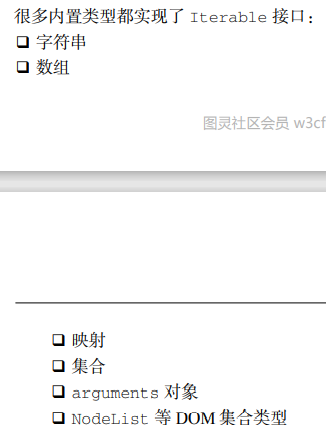 很多内置类型都实现了 Iterable 接口：
❑ 字符串
❑ 数组
图灵社区会员 w3cf
❑ 映射
❑ 集合
❑ arguments 对象
❑ NodeList 等 DOM 集合类型